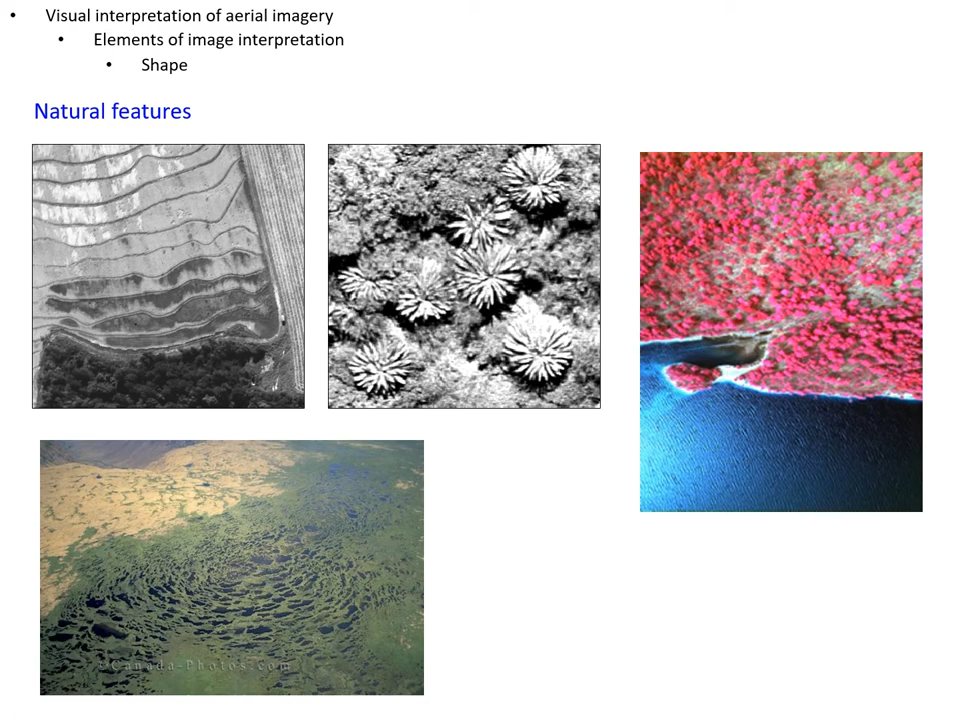 • Visual interpretation of aerial imagery
• Elements of image interpretation
• Shape
Natural features
©Canada-Photos.com